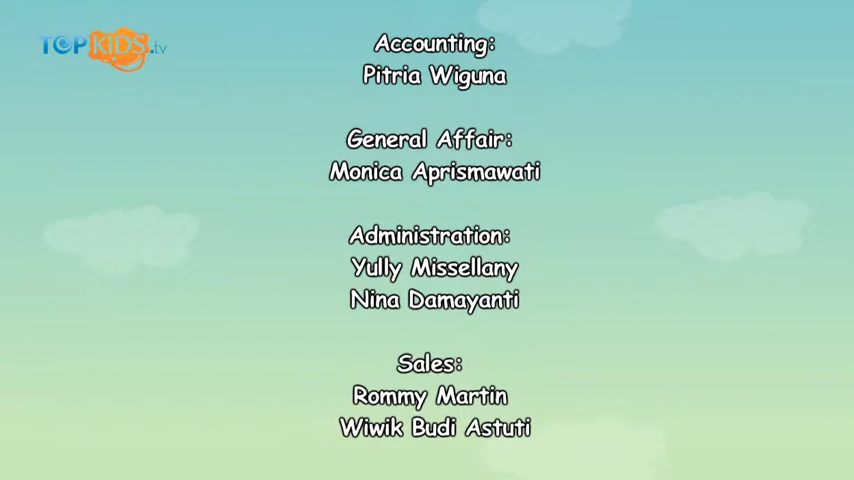 TOPKIDS.tv
Accounting:
Pitria Wiguna
General Affair:
Monica Aprismawati
Administration:
Yully Missellany
Nina Damayanti
Sales:
Rommy Martin
Wiwik Budi Astuti